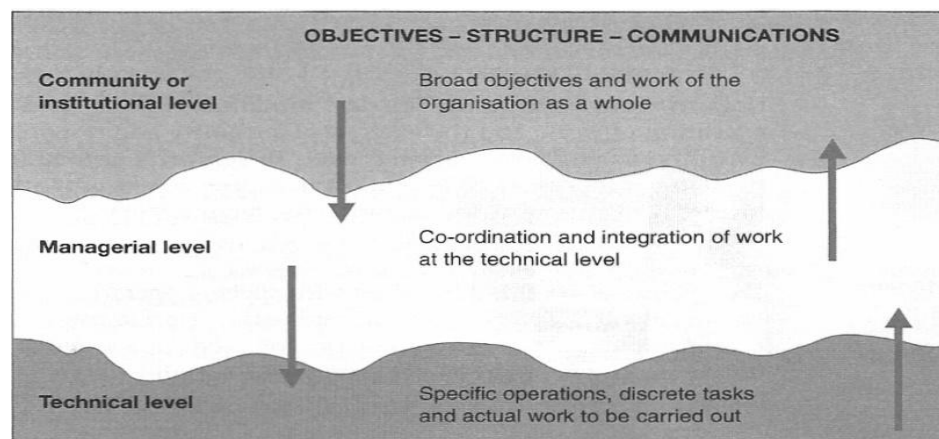 OBJECTIVES – STRUCTURE – COMMUNICATIONS
Community or
institutional level
Broad objectives and work of the
organisation as a whole
Managerial level
Co-ordination and integration of work
at the technical level
Technical level
Specific operations, discrete tasks
and actual work to be carried out